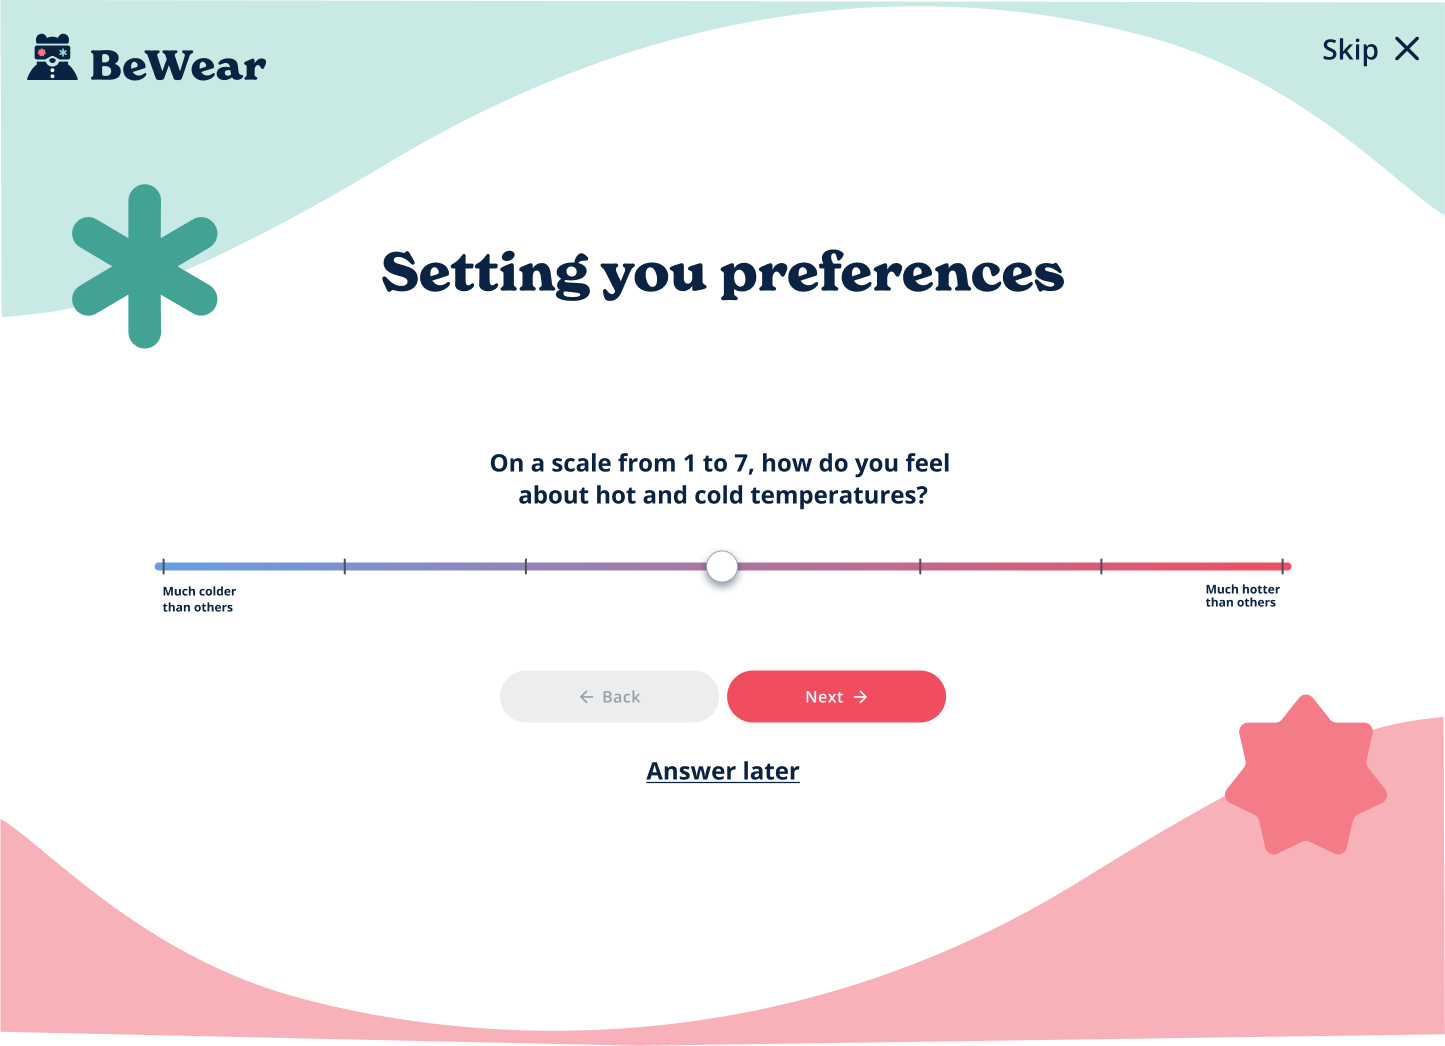 BeWear
Skip
Setting you preferences
On a scale from 1 to 7, how do you feel
about hot and cold temperatures?
Much colder
than others
Much hotter
than others
Back
Next
Answer later